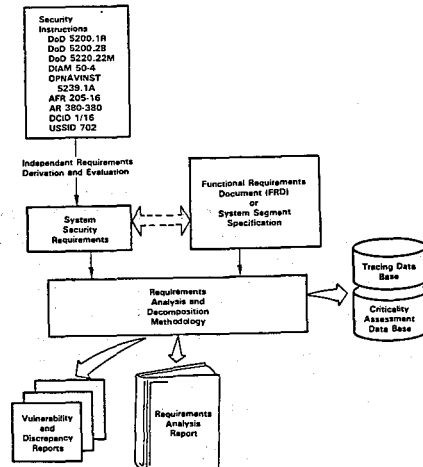 Security
Instructions
DoD 5200.1R
DoD 5200.28
DoD 5220.22M
DIAM 50-4
OPNAVINST
5239.1A
AFR 205-16
AR 380-380
DCID 1/16
USSID 702
Independant Requirements
Derivation and Evaluation
System
Security
Requirements
Functional Requirements
Document (FRD)
or
System Segment
Specification
Requirements
Analysis and
Decomposition
Methodology
Tracing Data
Base
Criticality
Assessment
Data Base
Vulnerability
and
Discrepancy
Reports
Requirements
Analysis
Report